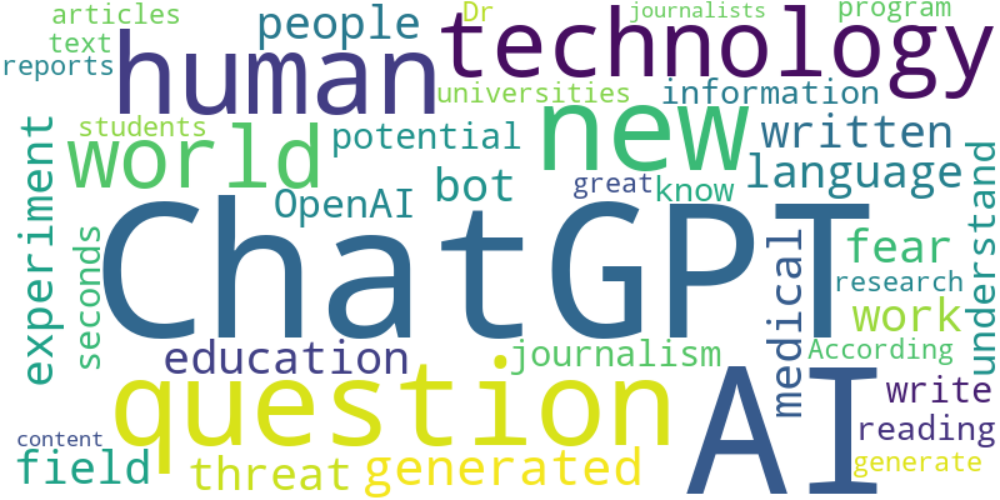 articles
people
Dr
journalists
program
text
human
technology
reports
universities
information
students
world
potential
new
written
experiment
OpenAI
bot
great
know
language
understand
seconds
ChatGPT
medical
fear
research
work
education
journalism
According
question
AI
write
content
reading
field
threat
generated
generate